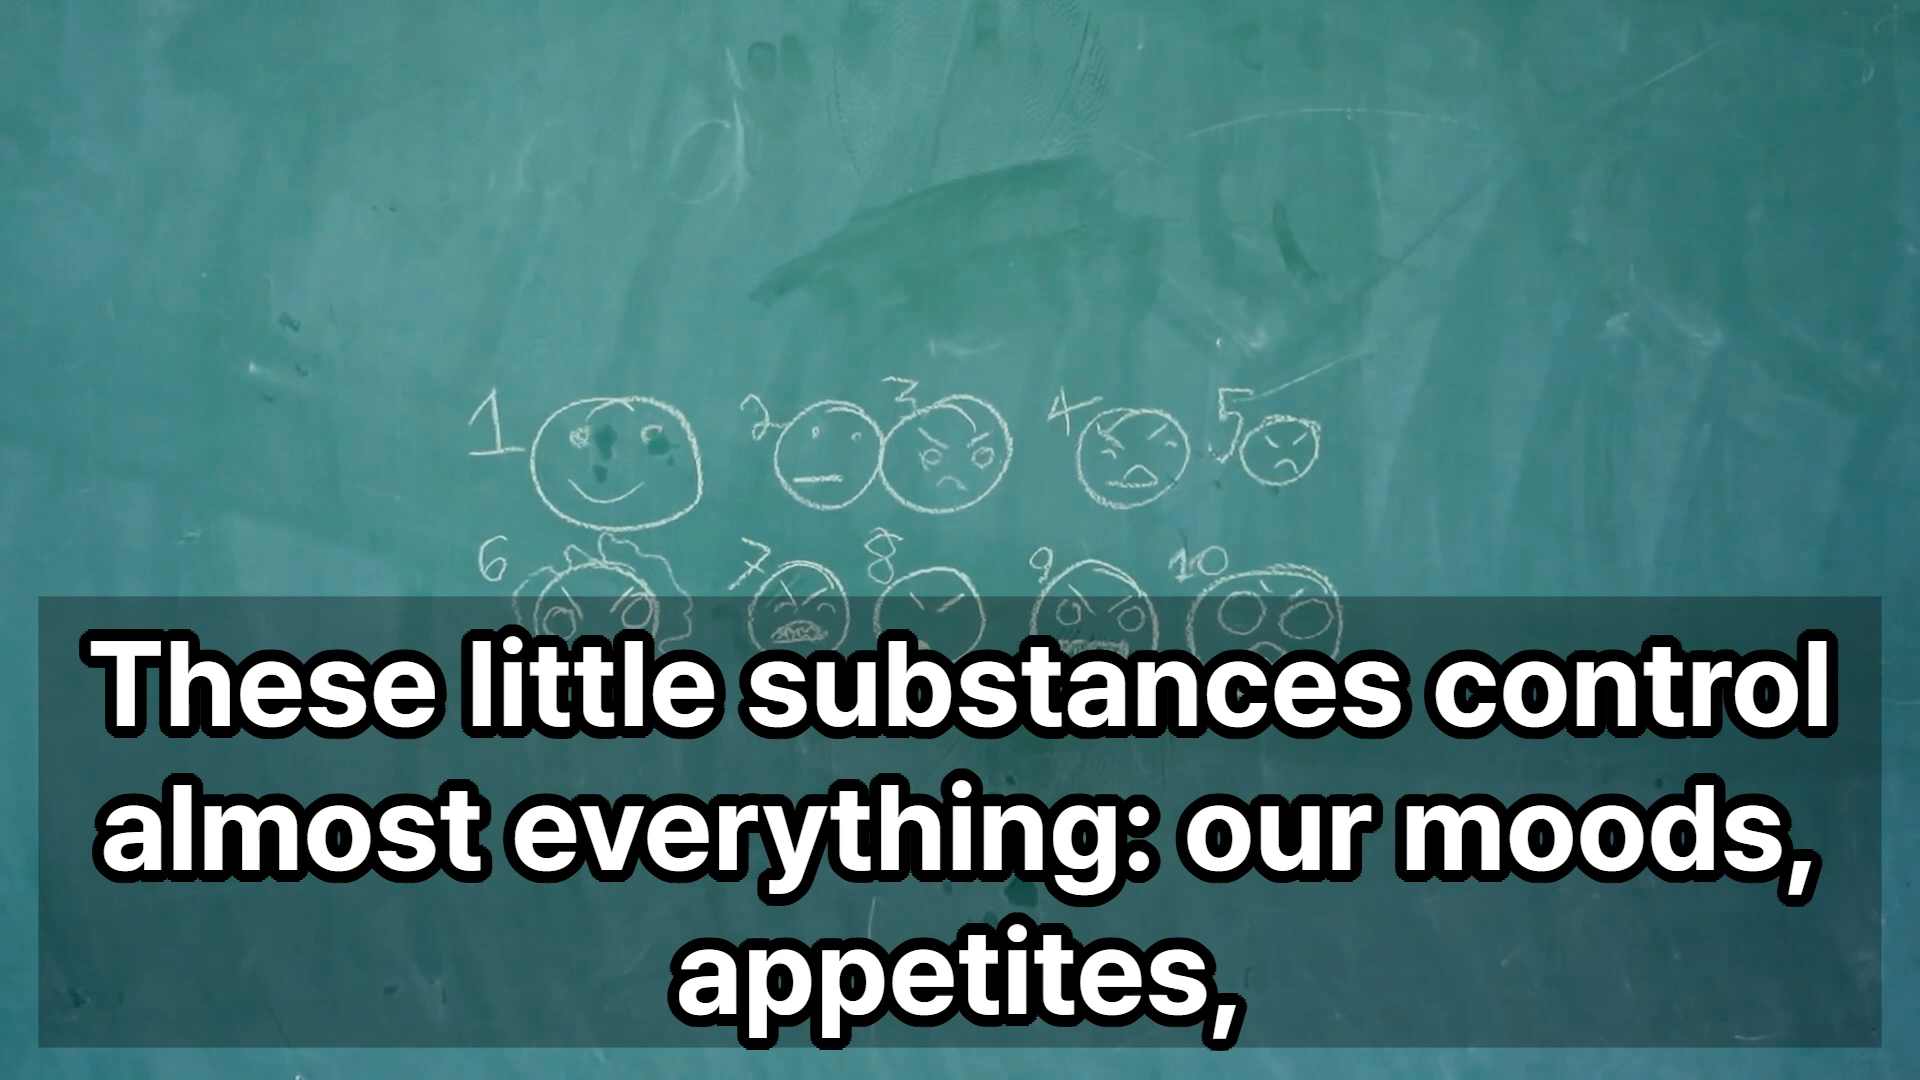 1 2 3 4 5
6 7 8 9 10
These little substances control
almost everything: our moods,
appetites,